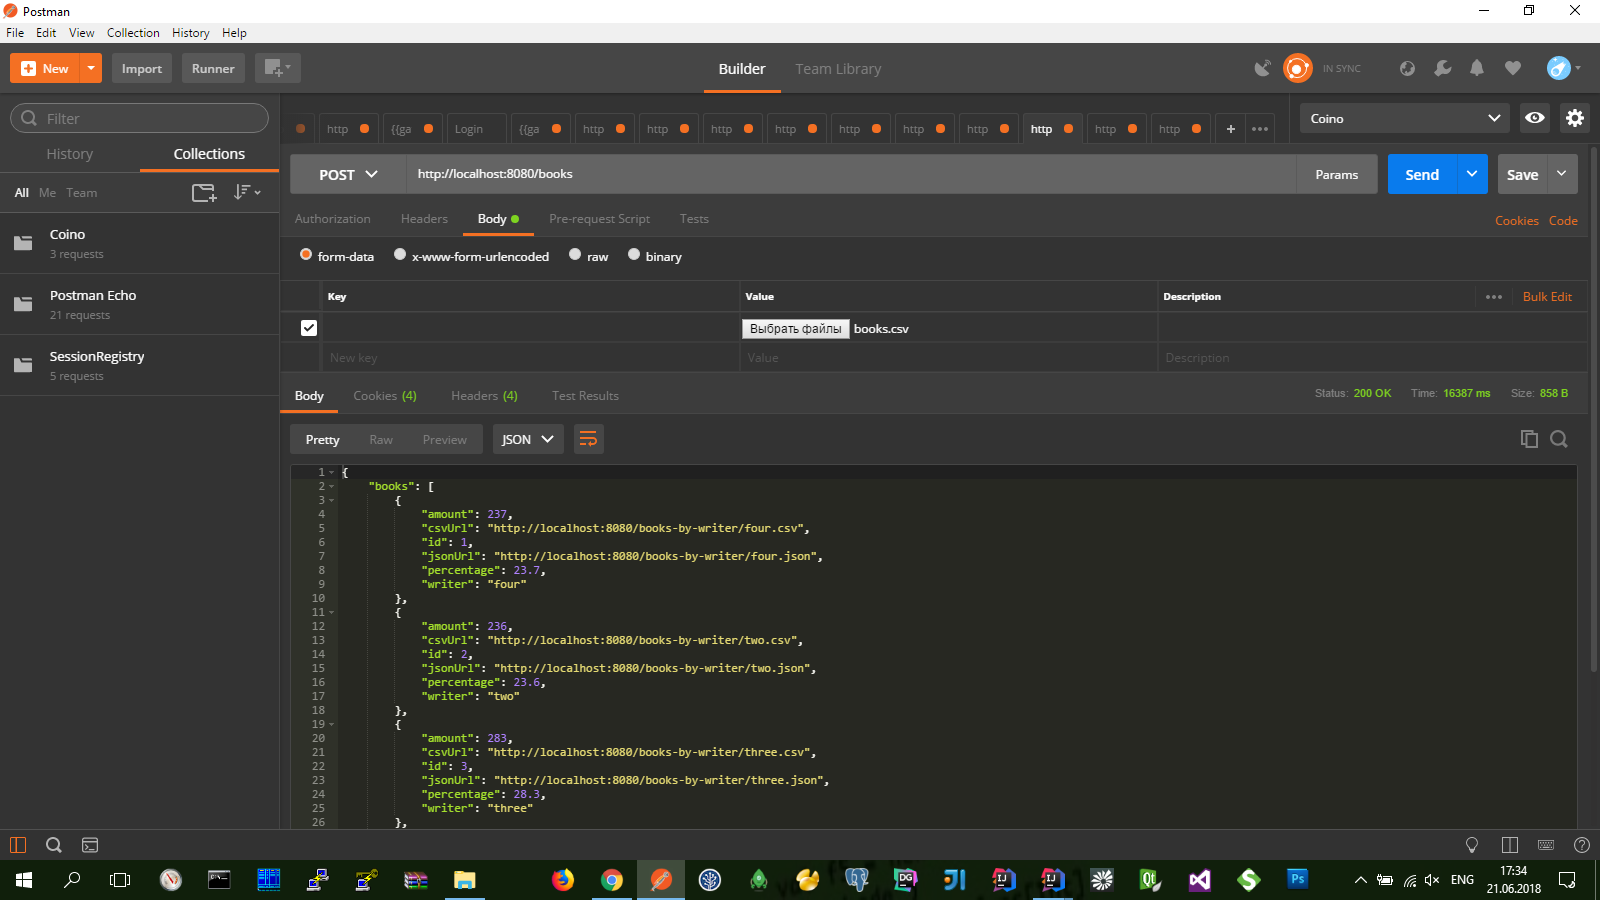 Postman
File Edit View Collection History Help
New Import Runner Builder Team Library IN SYNC
Filter
History Collections
All Me Team
Coino
3 requests
Postman Echo
21 requests
SessionRegistry
5 requests
http {{ga Login {{ga http http http http http http http http http http + ••• Coino
POST http://localhost:8080/books Params Send Save
Authorization Headers Body Pre-request Script Tests Cookies Code
form-data x-www-form-urlencoded raw binary
Key Value Description ••• Bulk Edit
Выбрать файлы books.csv
New key Value Description
Body Cookies (4) Headers (4) Test Results Status: 200 OK Time: 16387 ms Size: 858 B
Pretty Raw Preview JSON
1 {
2 "books": [
3 {
4 "amount": 237,
5 "csvUrl": "http://localhost:8080/books-by-writer/four.csv",
6 "id": 1,
7 "jsonUrl": "http://localhost:8080/books-by-writer/four.json",
8 "percentage": 23.7,
9 "writer": "four"
10 },
11 {
12 "amount": 236,
13 "csvUrl": "http://localhost:8080/books-by-writer/two.csv",
14 "id": 2,
15 "jsonUrl": "http://localhost:8080/books-by-writer/two.json",
16 "percentage": 23.6,
17 "writer": "two"
18 },
19 {
20 "amount": 283,
21 "csvUrl": "http://localhost:8080/books-by-writer/three.csv",
22 "id": 3,
23 "jsonUrl": "http://localhost:8080/books-by-writer/three.json",
24 "percentage": 28.3,
25 "writer": "three"
26 },
DG IJ IJ Qt Ps ENG 17:34
21.06.2018